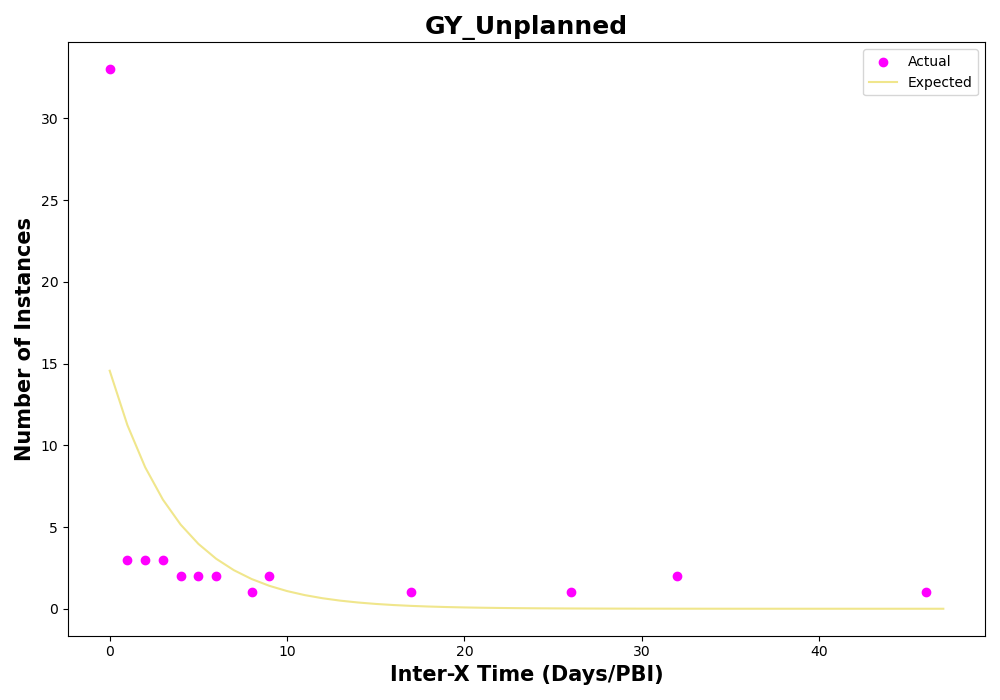 GY_Unplanned
Actual
Expected
Number of Instances
30
25
20
15
10
5
0
0 10 20 30 40
Inter-X Time (Days/PBI)